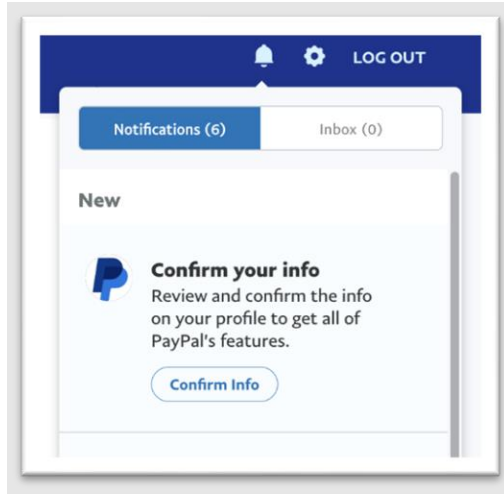 LOG OUT
Notifications (6)
Inbox (0)
New
Confirm your info
Review and confirm the info
on your profile to get all of
PayPal's features.
Confirm Info